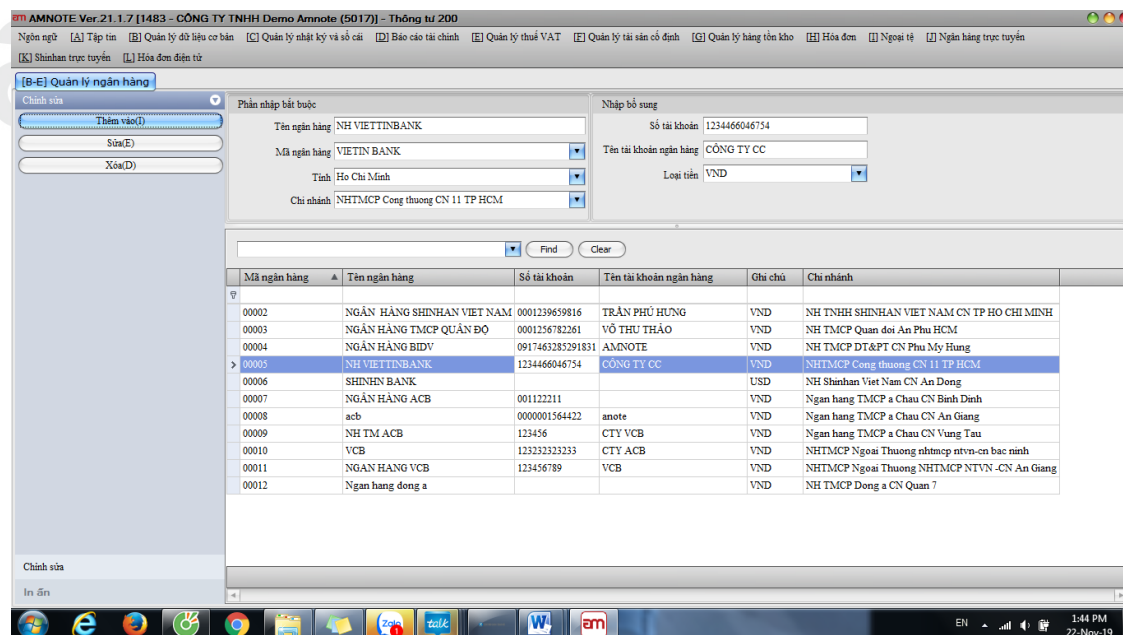 AMNOTE Ver.21.1.7 [1483 - CÔNG TY TNHH Demo Amnote (5017)] - Thông tư 200
Ngôn ngữ [A] Tập tin [B] Quản lý dữ liệu cơ bản [C] Quản lý nhật ký và sổ cái [D] Báo cáo tài chính [E] Quản lý thuế VAT [F] Quản lý tài sản cố định [G] Quản lý hàng tồn kho [H] Hóa đơn [I] Ngoại tệ [J] Ngân hàng trực tuyến
[K] Shinhan trực tuyến [L] Hóa đơn điện tử
[B-E] Quản lý ngân hàng
Chỉnh sửa
Thêm vào(I)
Sửa(E)
Xóa(D)
Phần nhập bắt buộc
Tên ngân hàng NH VIETTINBANK
Mã ngân hàng VIETIN BANK
Tỉnh Ho Chi Minh
Chi nhánh NHTMCP Cong thuong CN 11 TP HCM
Nhập bổ sung
Số tài khoản 1234466046754
Tên tài khoản ngân hàng CÔNG TY CC
Loại tiền VND
Find Clear
Mã ngân hàng Tên ngân hàng Số tài khoản Tên tài khoản ngân hàng Ghi chú Chi nhánh
00002 NGÂN HÀNG SHINHAN VIET NAM 0001239659816 TRẦN PHÚ HƯNG VND NH TNHH SHINHAN VIET NAM CN TP HO CHI MINH
00003 NGÂN HÀNG TMCP QUÂN ĐỘ 0001256782261 VÕ THU THẢO VND NH TMCP Quan doi An Phu HCM
00004 NGÂN HÀNG BIDV 0917463285291831 AMNOTE VND NH TMCP DT&PT CN Phu My Hung
00005 NH VIETTINBANK 1234466046754 CÔNG TY CC VND NHTMCP Cong thuong CN 11 TP HCM
00006 SHINHN BANK USD NH Shinhan Viet Nam CN An Dong
00007 NGÂN HÀNG ACB 001122211 VND Ngan hang TMCP a Chau CN Binh Dinh
00008 acb 0000001564422 anote VND Ngan hang TMCP a Chau CN An Giang
00009 NH TM ACB 123456 CTY VCB VND Ngan hang TMCP a Chau CN Vung Tau
00010 VCB 123232323233 CTY ACB VND NHTMCP Ngoai Thuong nhtmcp ntvn-cn bac ninh
00011 NGAN HANG VCB 123456789 VCB VND NHTMCP Ngoai Thuong NHTMCP NTVN -CN An Giang
00012 Ngan hang dong a VND NH TMCP Dong a CN Quan 7
Chỉnh sửa
In ấn
Zalo
1
talk
W
am
EN
1:44 PM
22-Nov-19